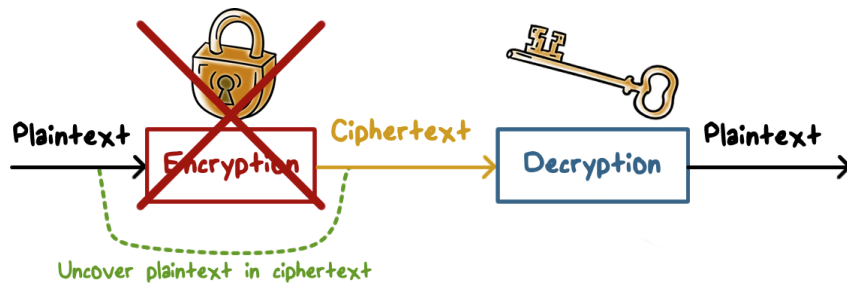 Plaintext
Encryption
Ciphertext
Decryption
Plaintext
Uncover plaintext in ciphertext